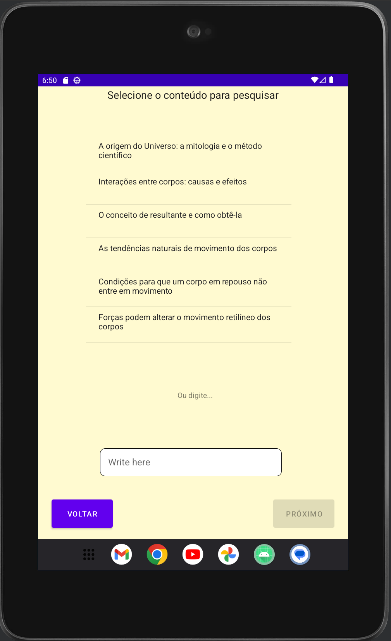 6:50
Selecione o conteúdo para pesquisar
A origem do Universo: a mitologia e o método
científico
Interações entre corpos: causas e efeitos
O conceito de resultante e como obtê-la
As tendências naturais de movimento dos corpos
Condições para que um corpo em repouso não
entre em movimento
Forças podem alterar o movimento retilíneo dos
corpos
Ou digite...
Write here
VOLTAR
PRÓXIMO